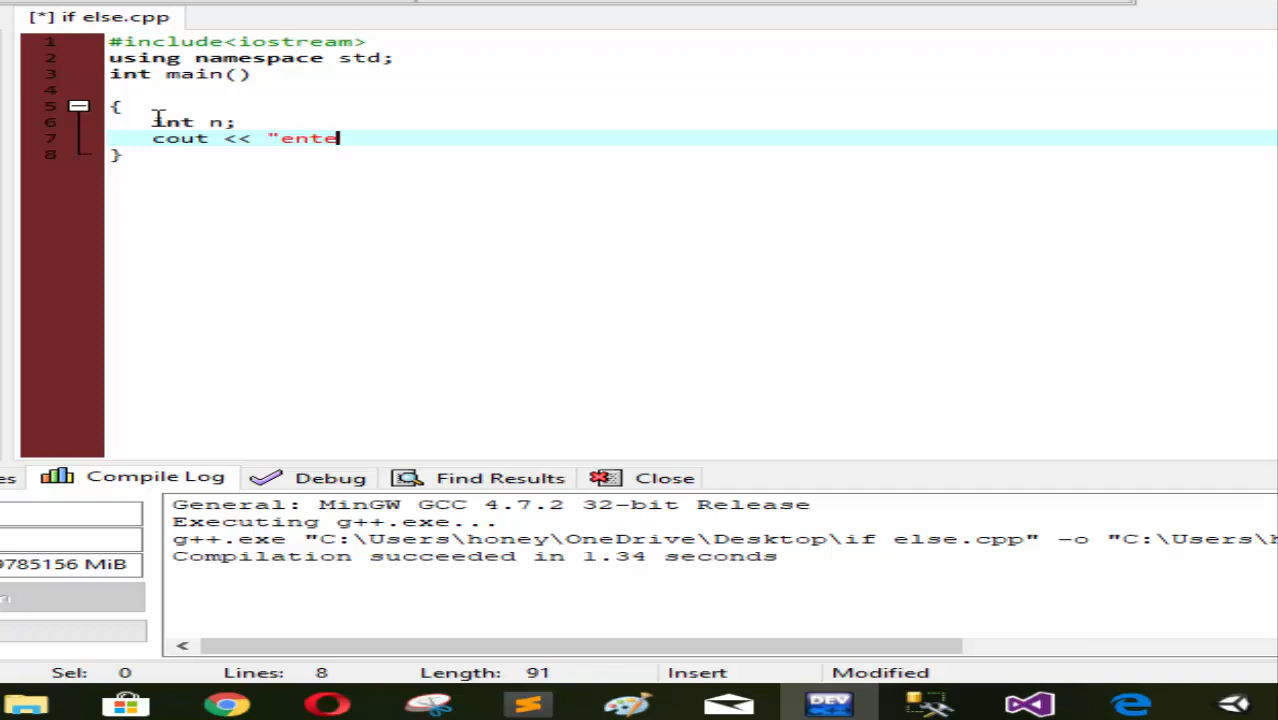 [*] if else.cpp
1 #include<iostream>
2 using namespace std;
3 int main()
4
5 {
6 int n;
7 cout << "ente
8 }
es Compile Log Debug Find Results Close
General: MinGW GCC 4.7.2 32-bit Release
Executing g++.exe...
g++.exe "C:\Users\honey\OneDrive\Desktop\if else.cpp" -o "C:\Users\h
Compilation succeeded in 1.34 seconds
9785156 MiB
Sel: 0 Lines: 8 Length: 91 Insert Modified
DEV